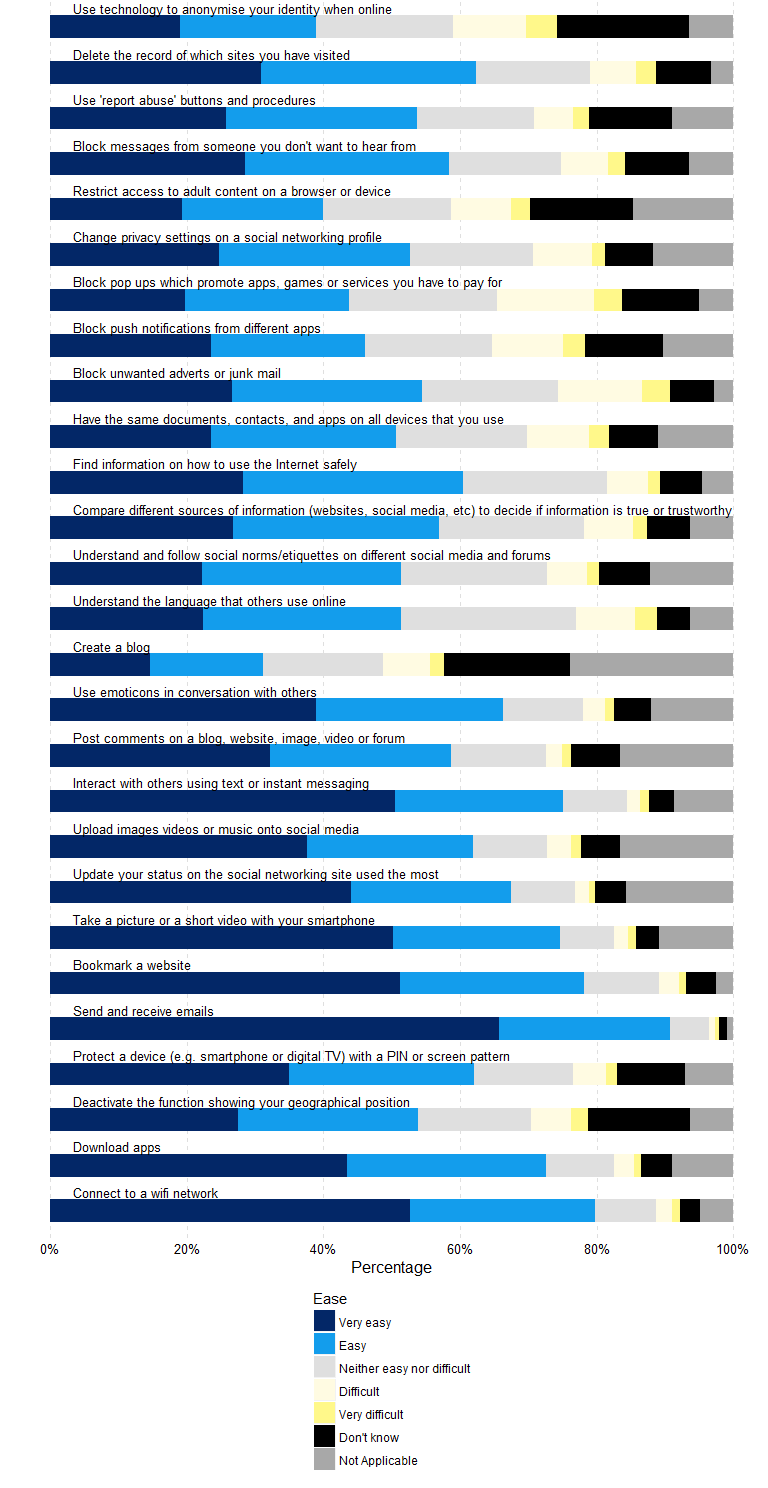 Use technology to anonymise your identity when online
Delete the record of which sites you have visited
Use 'report abuse' buttons and procedures
Block messages from someone you don't want to hear from
Restrict access to adult content on a browser or device
Change privacy settings on a social networking profile
Block pop ups which promote apps, games or services you have to pay for
Block push notifications from different apps
Block unwanted adverts or junk mail
Have the same documents, contacts, and apps on all devices that you use
Find information on how to use the Internet safely
Compare different sources of information (websites, social media, etc) to decide if information is true or trustworthy
Understand and follow social norms/etiquettes on different social media and forums
Understand the language that others use online
Create a blog
Use emoticons in conversation with others
Post comments on a blog, website, image, video or forum
Interact with others using text or instant messaging
Upload images videos or music onto social media
Update your status on the social networking site used the most
Take a picture or a short video with your smartphone
Bookmark a website
Send and receive emails
Protect a device (e.g. smartphone or digital TV) with a PIN or screen pattern
Deactivate the function showing your geographical position
Download apps
Connect to a wifi network
0% 20% 40% 60% 80% 100%
Percentage
Ease
Very easy
Easy
Neither easy nor difficult
Difficult
Very difficult
Don't know
Not Applicable